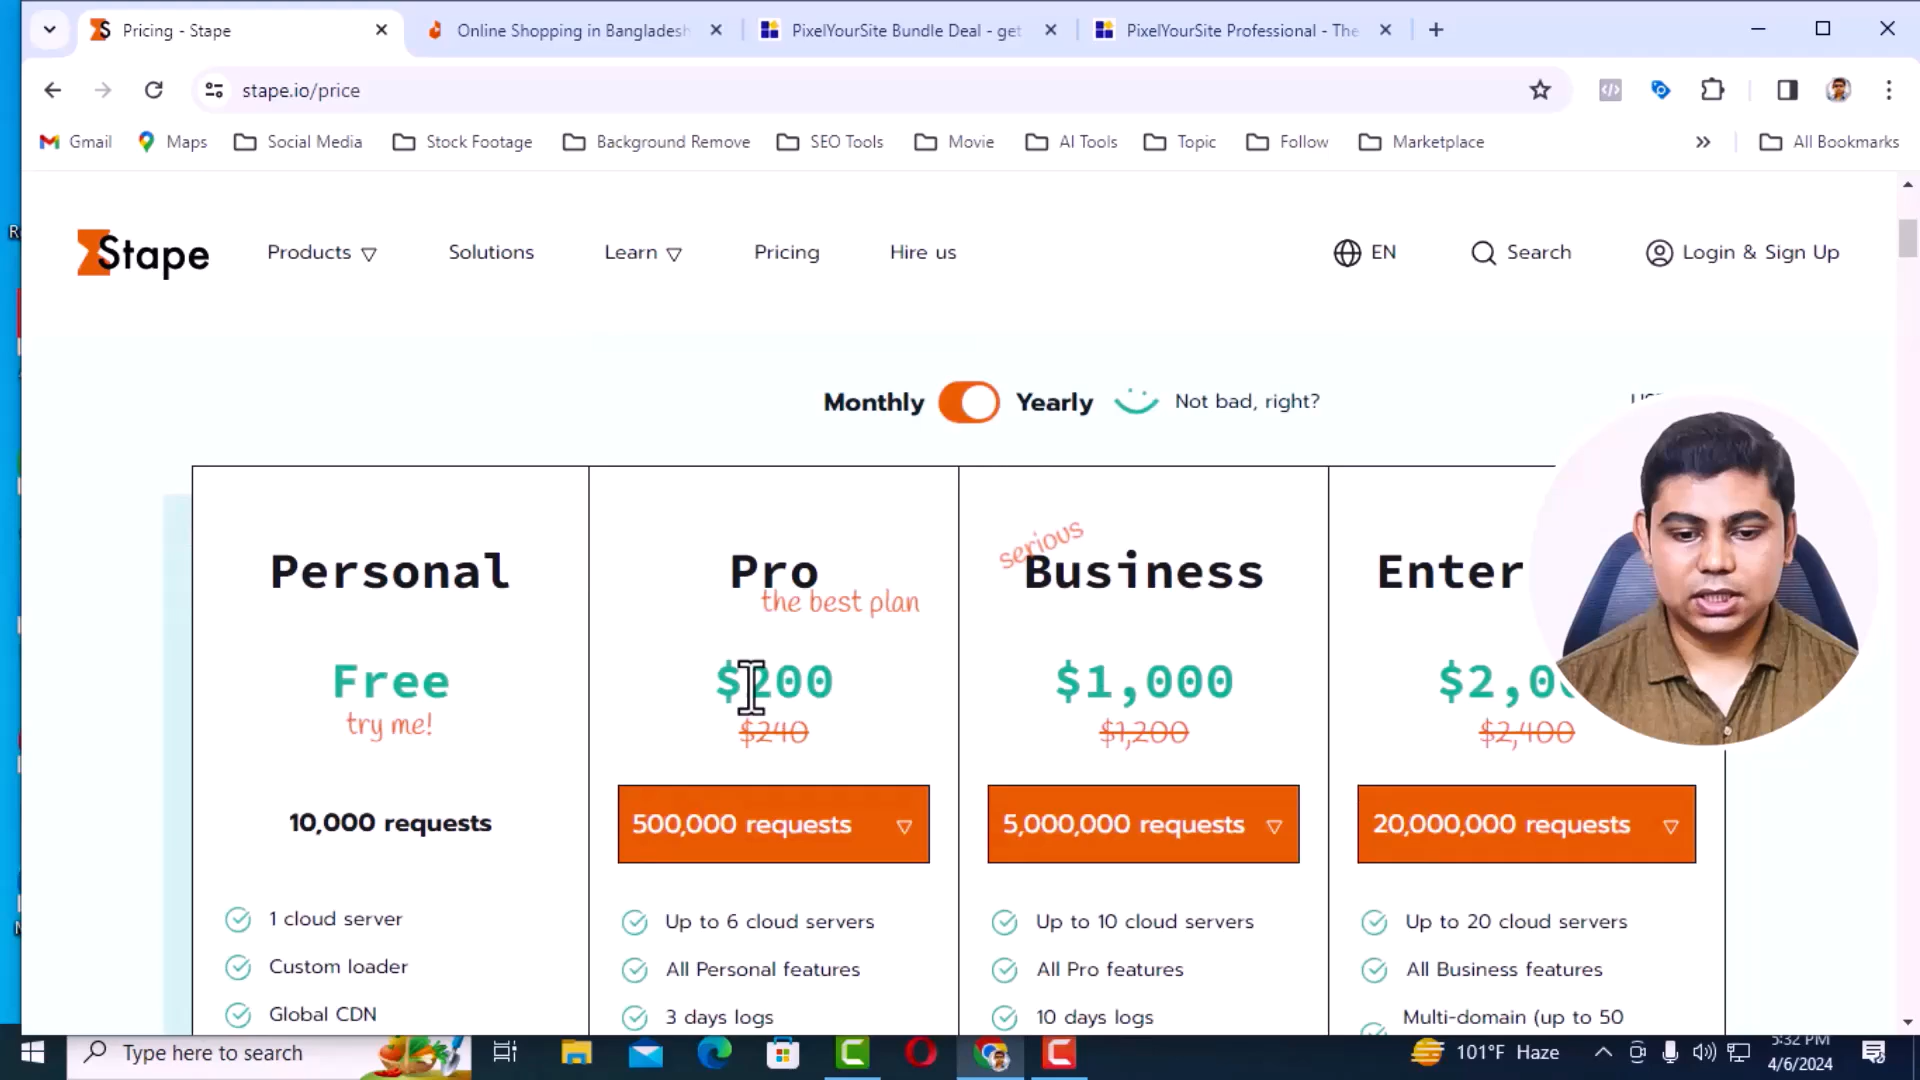 Pricing - Stape
Online Shopping in Bangladesh
PixelYourSite Bundle Deal - get
PixelYourSite Professional - The
stape.io/price
Gmail
Maps
Social Media
Stock Footage
Background Remove
SEO Tools
Movie
AI Tools
Topic
Follow
Marketplace
All Bookmarks
Stape
Products
Solutions
Learn
Pricing
Hire us
EN
Search
Login & Sign Up
Monthly
Yearly
Not bad, right?
Personal
Free
try me!
10,000 requests
1 cloud server
Custom loader
Global CDN
Pro
the best plan
$200
$240
500,000 requests
Up to 6 cloud servers
All Personal features
3 days logs
serious
Business
$1,000
$1,200
5,000,000 requests
Up to 10 cloud servers
All Pro features
10 days logs
Enter
$2,00
$2,400
20,000,000 requests
Up to 20 cloud servers
All Business features
Multi-domain (up to 50
Type here to search
101°F Haze
5:32 PM
4/6/2024